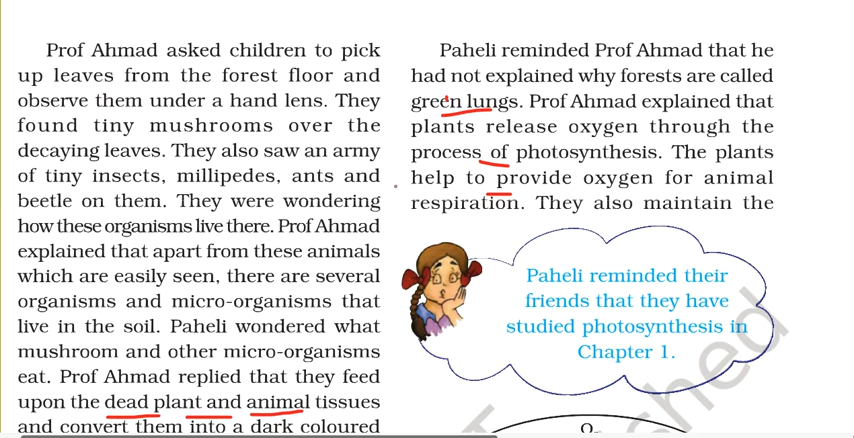 Prof Ahmad asked children to pick
up leaves from the forest floor and
observe them under a hand lens. They
found tiny mushrooms over the
decaying leaves. They also saw an army
of tiny insects, millipedes, ants and
beetle on them. They were wondering
how these organisms live there. Prof Ahmad
explained that apart from these animals
which are easily seen, there are several
organisms and micro-organisms that
live in the soil. Paheli wondered what
mushroom and other micro-organisms
eat. Prof Ahmad replied that they feed
upon the dead plant and animal tissues
and convert them into a dark coloured
Paheli reminded Prof Ahmad that he
had not explained why forests are called
green lungs. Prof Ahmad explained that
plants release oxygen through the
process of photosynthesis. The plants
help to provide oxygen for animal
respiration. They also maintain the
Paheli reminded their
friends that they have
studied photosynthesis in
Chapter 1.